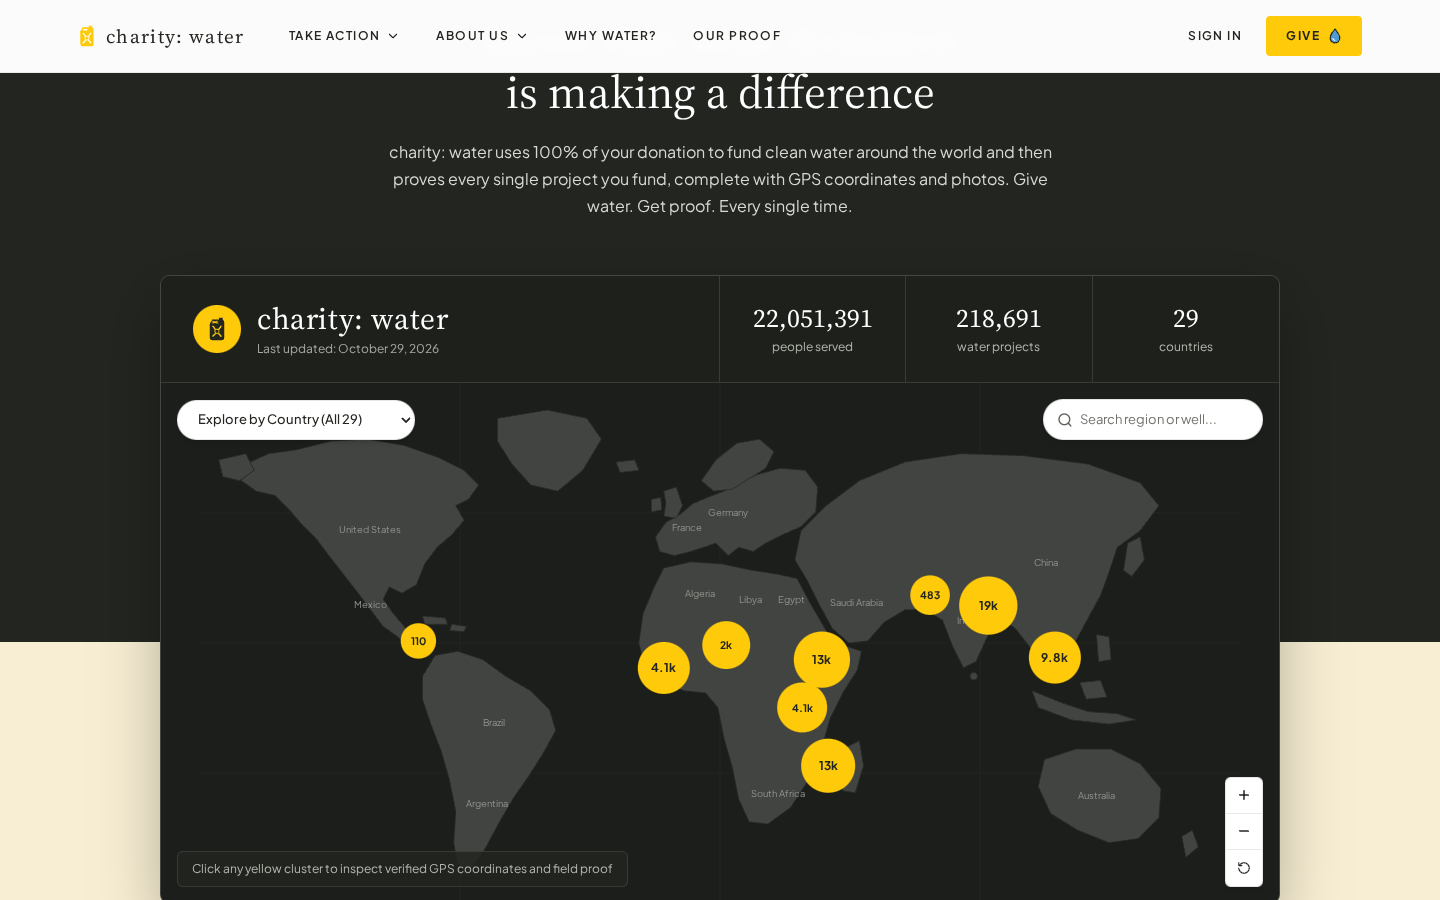 charity: water TAKE ACTION ABOUT US WHY WATER? OUR PROOF SIGN IN GIVE
is making a difference
charity: water uses 100% of your donation to fund clean water around the world and then
proves every single project you fund, complete with GPS coordinates and photos. Give
water. Get proof. Every single time.
charity: water
Last updated: October 29, 2026
22,051,391
people served
218,691
water projects
29
countries
Explore by Country (All 29)
Search region or well...
Germany
France
United States
China
Algeria
Libya
Egypt
Saudi Arabia
483
19k
Mexico
110
2k
4.1k
13k
9.8k
4.1k
Brazil
13k
South Africa
Argentina
Australia
+
−
Click any yellow cluster to inspect verified GPS coordinates and field proof